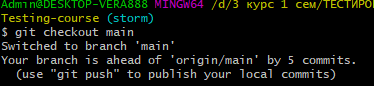 Admin@DESKTOP-VERA888 MINGW64 /d/3 курс 1 сем/ТЕСТИРО
Testing-course (storm)
$ git checkout main
Switched to branch 'main'
Your branch is ahead of 'origin/main' by 5 commits.
  (use "git push" to publish your local commits)